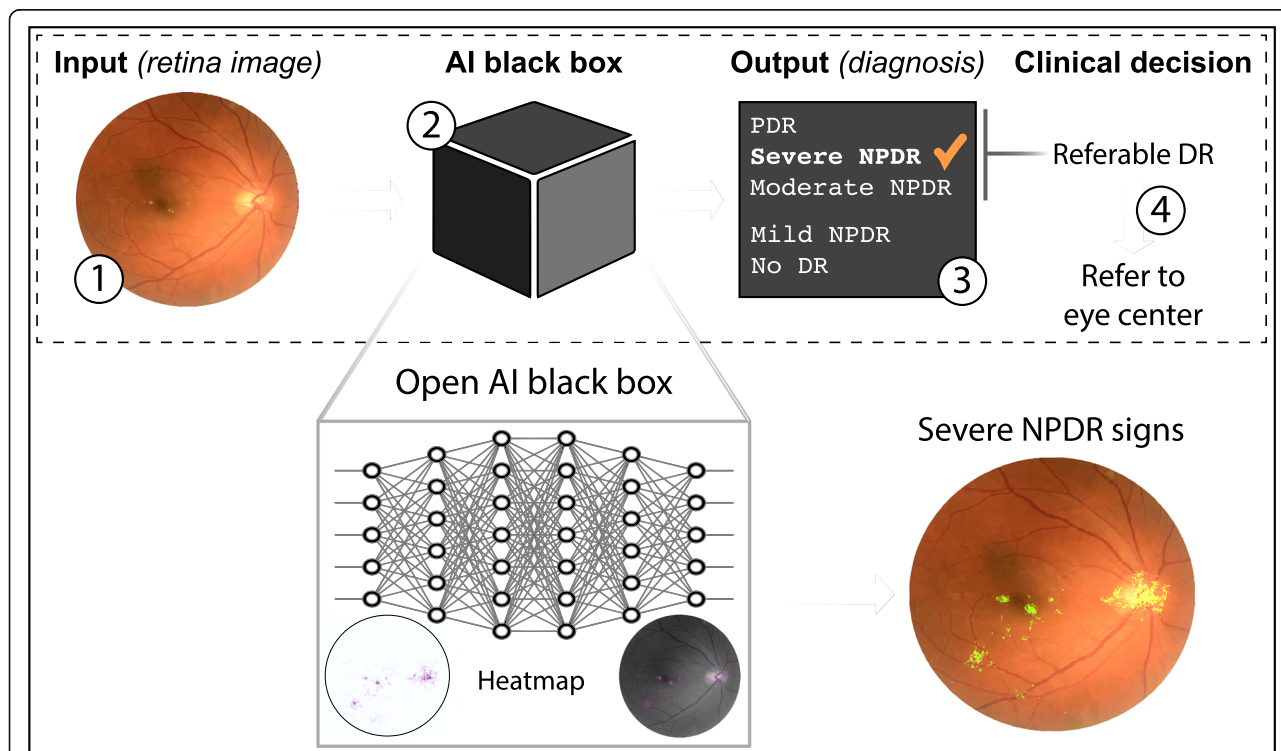 Input (retina image)
AI black box
Output (diagnosis)
Clinical decision
1
2
PDR
Severe NPDR
Moderate NPDR
Mild NPDR
No DR
3
Referable DR
4
Refer to
eye center
Open AI black box
Heatmap
Severe NPDR signs